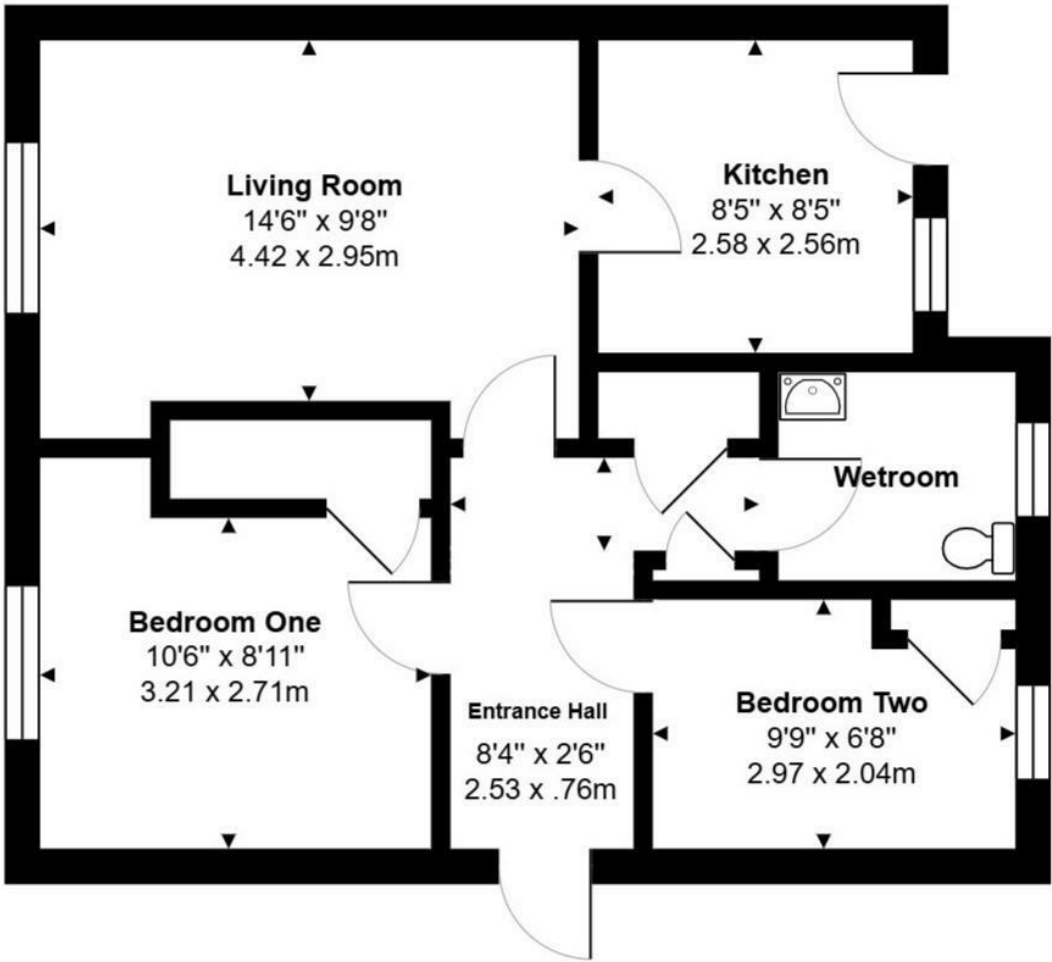 Living Room
14'6" x 9'8"
4.42 x 2.95m
Kitchen
8'5" x 8'5"
2.58 x 2.56m
Wetroom
Bedroom One
10'6" x 8'11"
3.21 x 2.71m
Entrance Hall
8'4" x 2'6"
2.53 x .76m
Bedroom Two
9'9" x 6'8"
2.97 x 2.04m